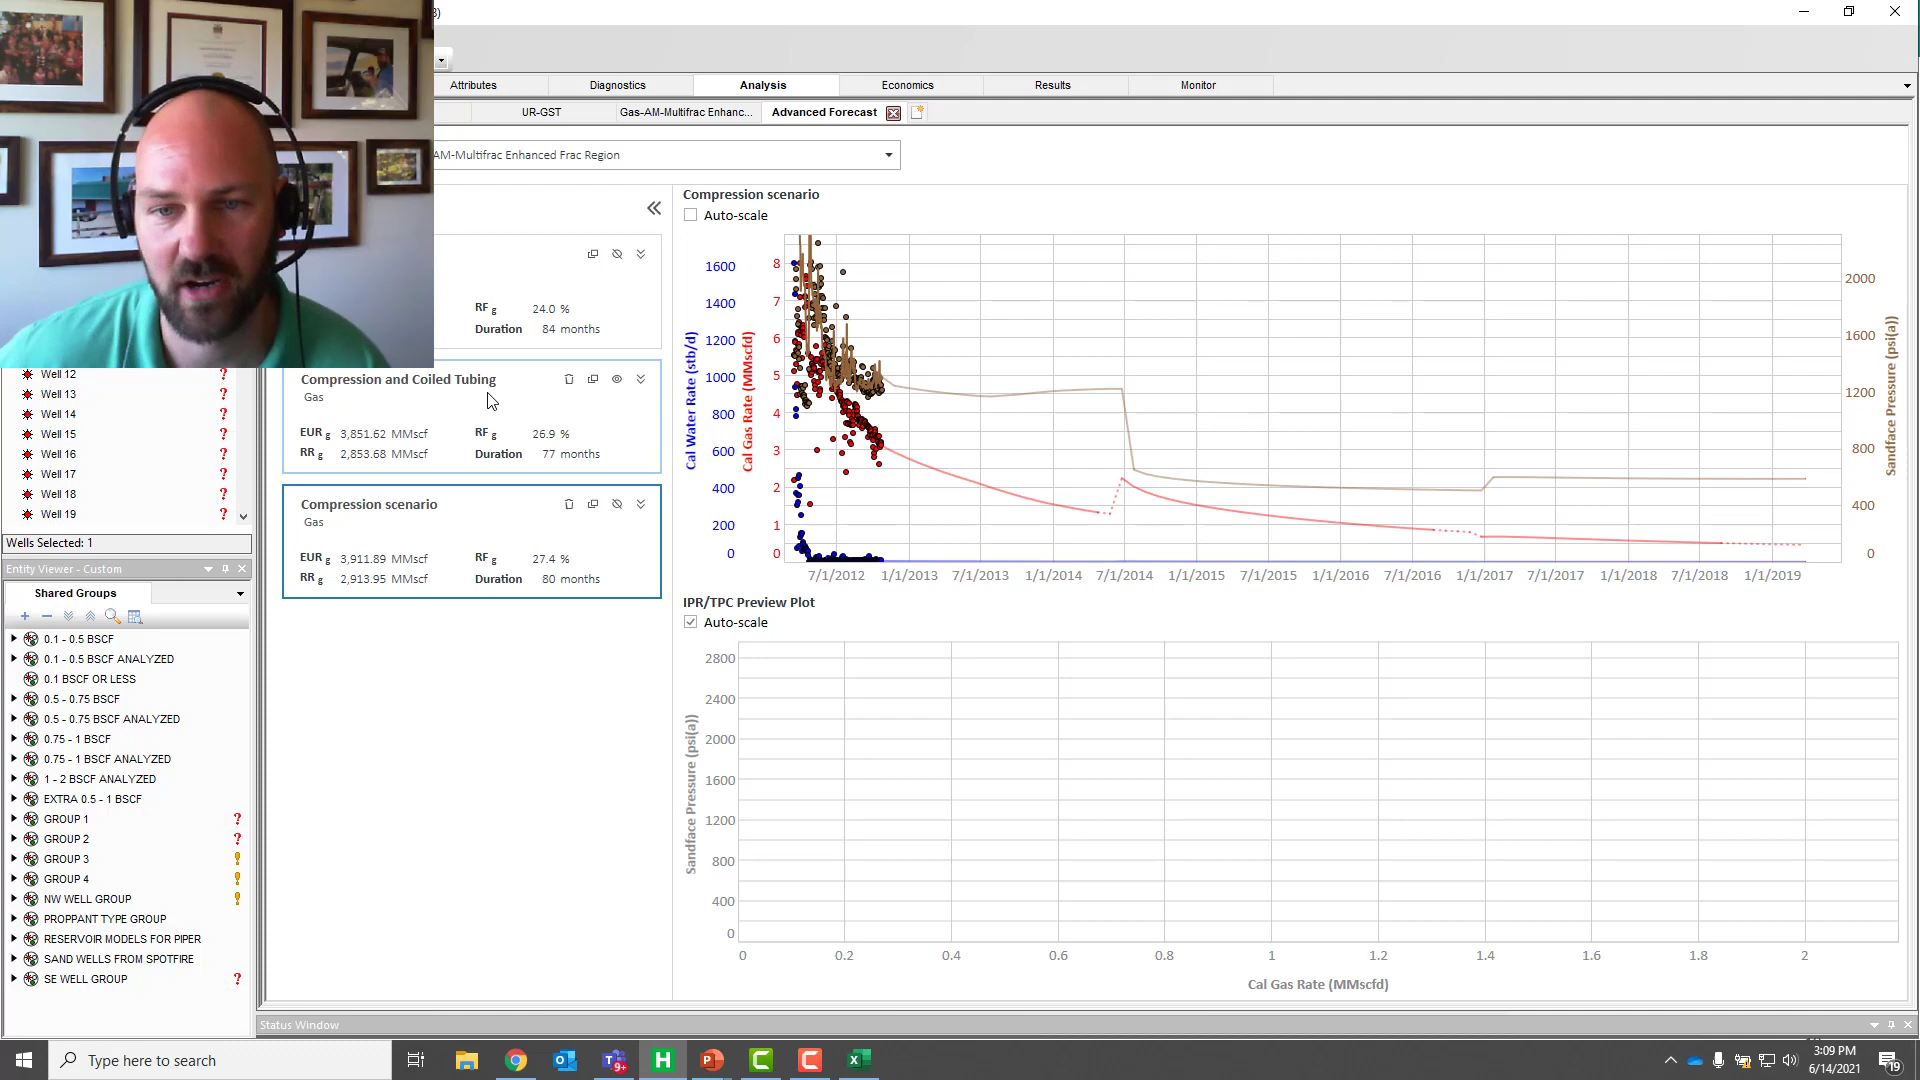 3)
Attributes
Diagnostics
Analysis
Economics
Results
Monitor
UR-GST
Gas-AM-Multifrac Enhanc...
Advanced Forecast
AM-Multifrac Enhanced Frac Region
RF g 24.0 %
Duration 84 months
Compression and Coiled Tubing
Gas
EUR g 3,851.62 MMscf RF g 26.9 %
RR g 2,853.68 MMscf Duration 77 months
Compression scenario
Gas
EUR g 3,911.89 MMscf RF g 27.4 %
RR g 2,913.95 MMscf Duration 80 months
Well 12 ?
Well 13 ?
Well 14 ?
Well 15 ?
Well 16 ?
Well 17 ?
Well 18 ?
Well 19 ?
Wells Selected: 1
Entity Viewer - Custom
Shared Groups
0.1 - 0.5 BSCF
0.1 - 0.5 BSCF ANALYZED
0.1 BSCF OR LESS
0.5 - 0.75 BSCF
0.5 - 0.75 BSCF ANALYZED
0.75 - 1 BSCF
0.75 - 1 BSCF ANALYZED
1 - 2 BSCF ANALYZED
EXTRA 0.5 - 1 BSCF
GROUP 1 ?
GROUP 2 ?
GROUP 3 !
GROUP 4 !
NW WELL GROUP !
PROPPANT TYPE GROUP
RESERVOIR MODELS FOR PIPER
SAND WELLS FROM SPOTFIRE
SE WELL GROUP ?
Compression scenario
Auto-scale
Cal Water Rate (stb/d)
1600
1400
1200
1000
800
600
400
200
0
Cal Gas Rate (MMscfd)
8
7
6
5
4
3
2
1
0
2000
1600
1200
800
400
0
Sandface Pressure (psi(a))
7/1/2012 1/1/2013 7/1/2013 1/1/2014 7/1/2014 1/1/2015 7/1/2015 1/1/2016 7/1/2016 1/1/2017 7/1/2017 1/1/2018 7/1/2018 1/1/2019
IPR/TPC Preview Plot
Auto-scale
Sandface Pressure (psi(a))
2800
2400
2000
1600
1200
800
400
0
0 0.2 0.4 0.6 0.8 1 1.2 1.4 1.6 1.8 2
Cal Gas Rate (MMscfd)
Status Window
Type here to search
9+
3:09 PM
6/14/2021
19